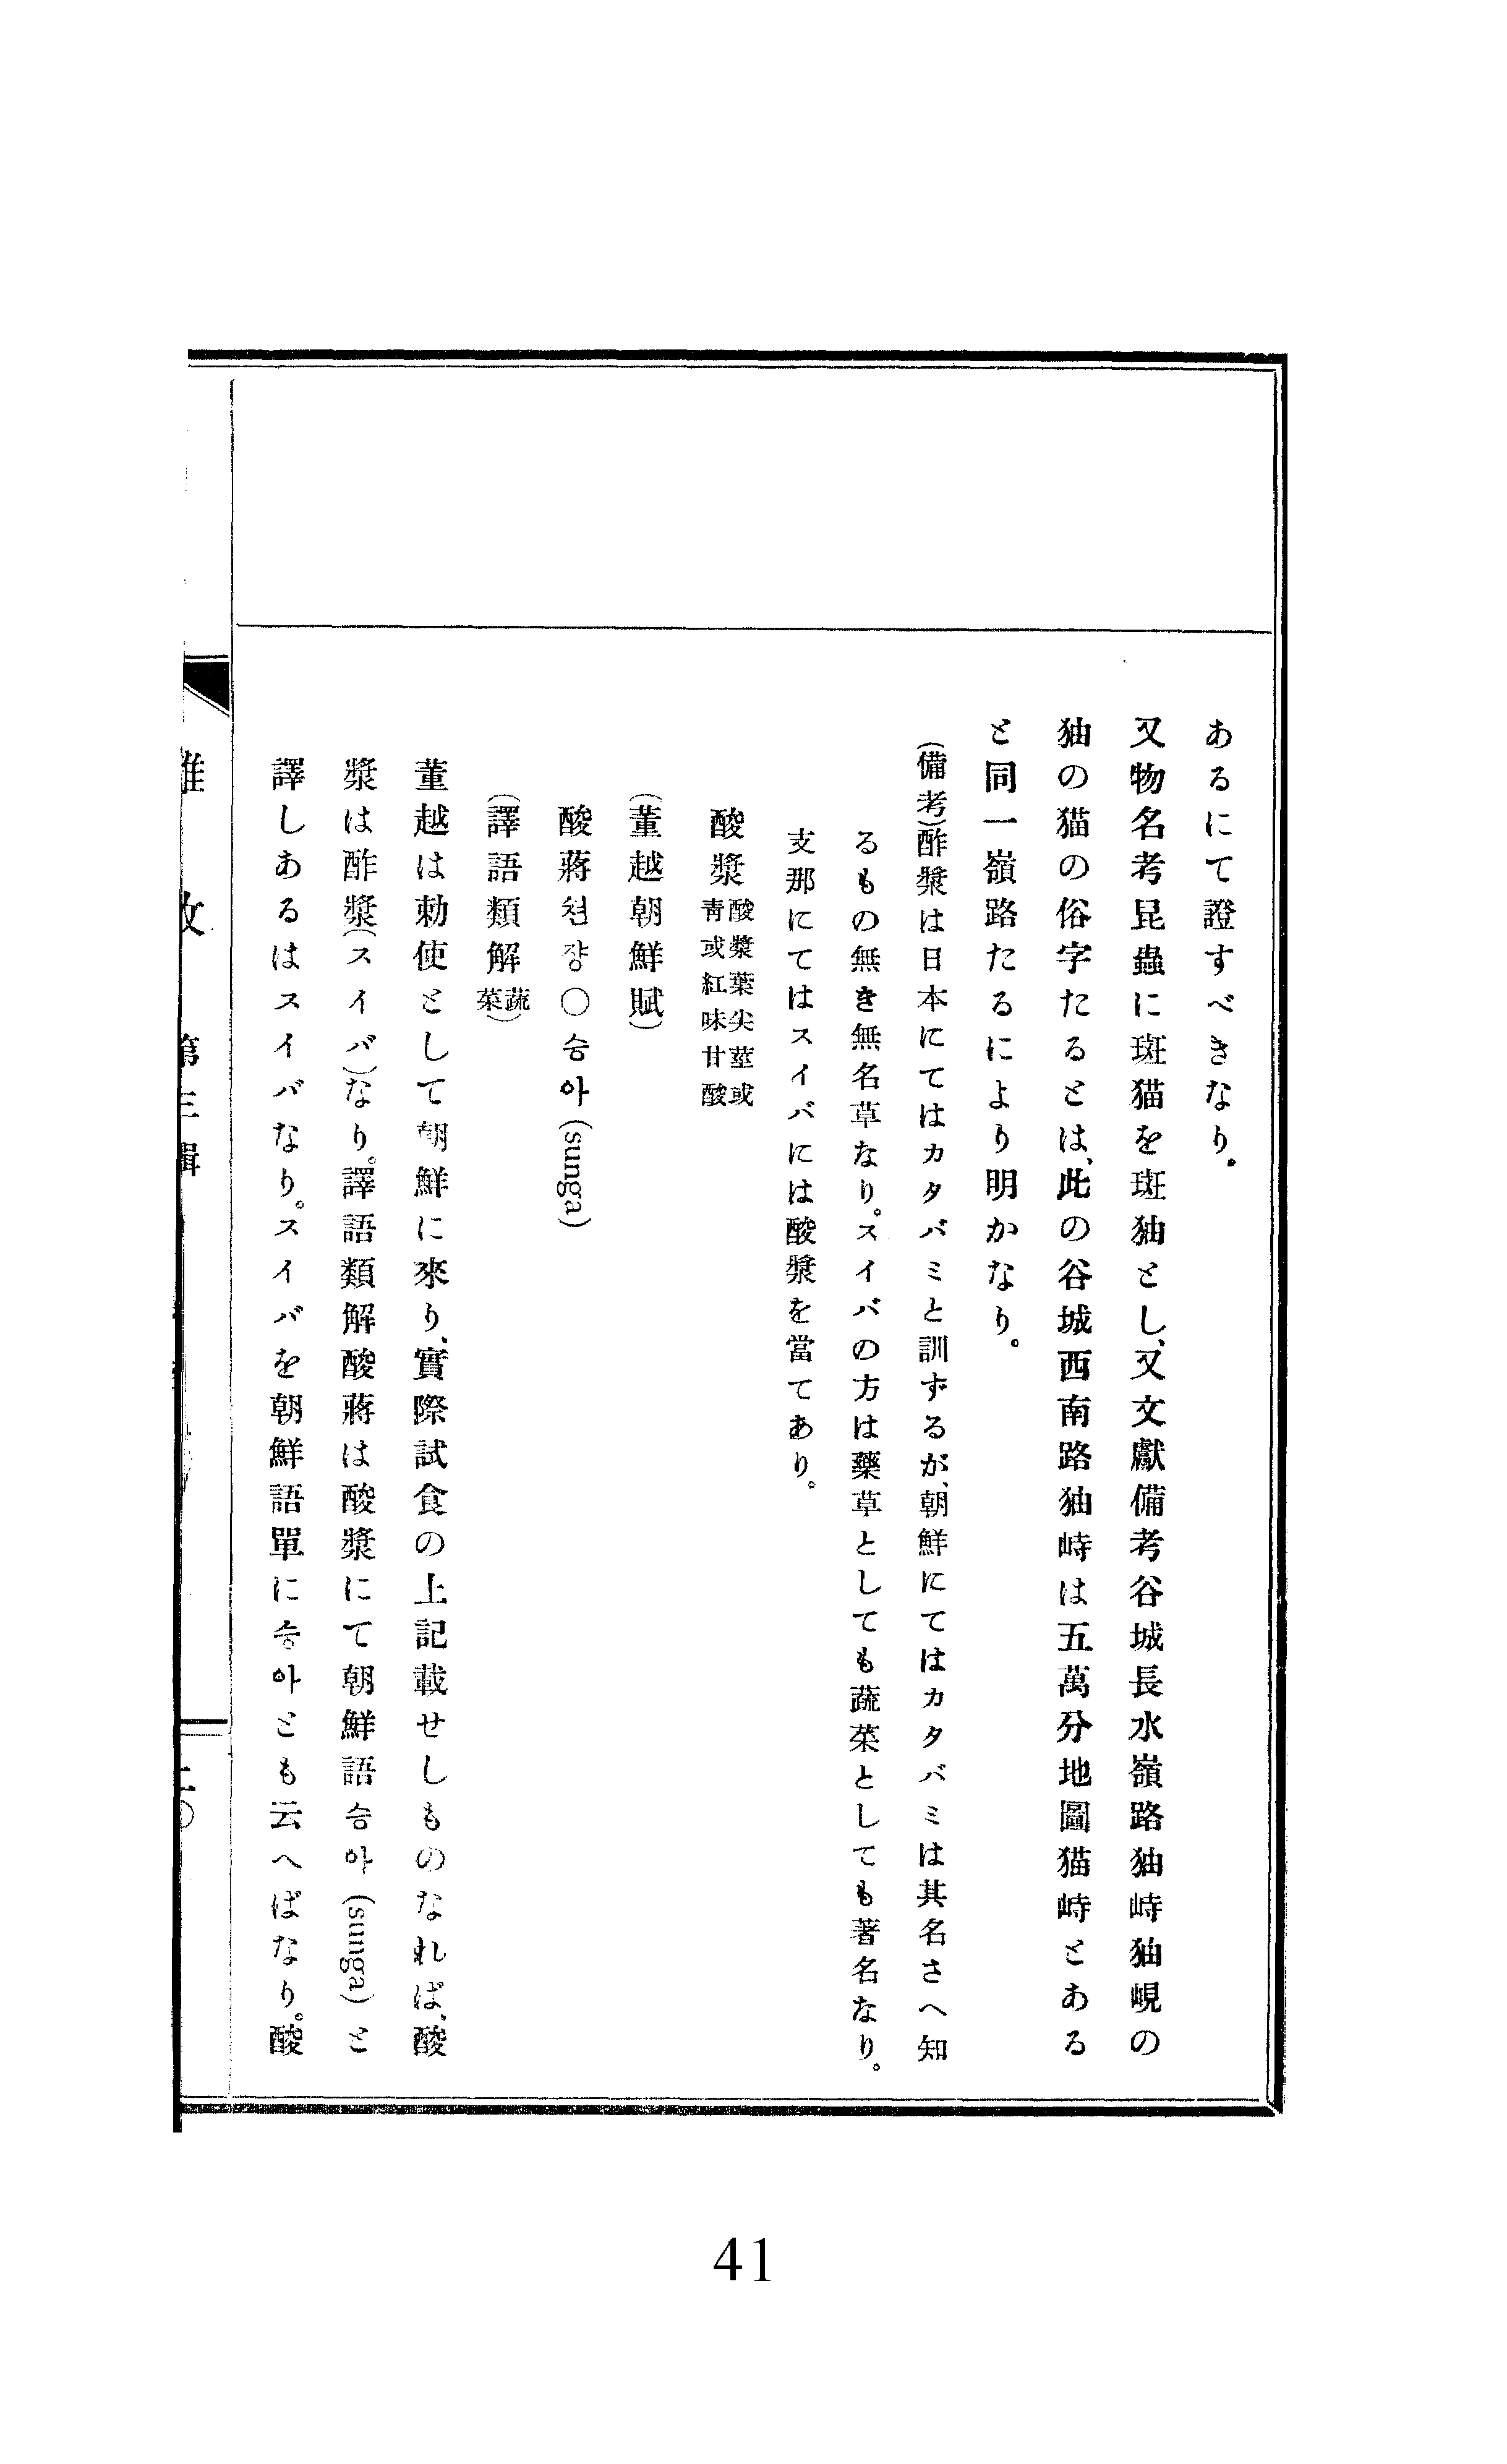 あるにて證すべきなり。
又物名考昆蟲に斑猫を斑㹨とし、又文獻備考谷城長水嶺路㹨峙㹨峴の
㹨の猫の俗字たるとは、此の谷城西南路㹨峙は五萬分地圖猫峙とある
と同一嶺路たるにより明かなり。
(備考)酢漿は日本にてはカタバミと訓ずるが、朝鮮にてはカタバミは其名さへ知
るもの無き無名草なり。スイバの方は藥草としても蔬菜としても著名なり。
支那にてはスイバには酸漿を當てあり。
酸漿 酸漿葉尖莖或
靑或紅味甘酸
(董越朝鮮賦)
酸蔣 쳔쟝〇승아(sunga)
(譯語類解 蔬菜)
董越は勅使として朝鮮に來り、實際試食の上記載せしものなれば、酸
漿は酢漿(スイバ)なり。譯語類解酸蔣は酸漿にて朝鮮語승아(sunga)と
譯しあるはスイバなり。スイバを朝鮮語單に승아とも云へばなり。酸
雜攷 第三輯
41